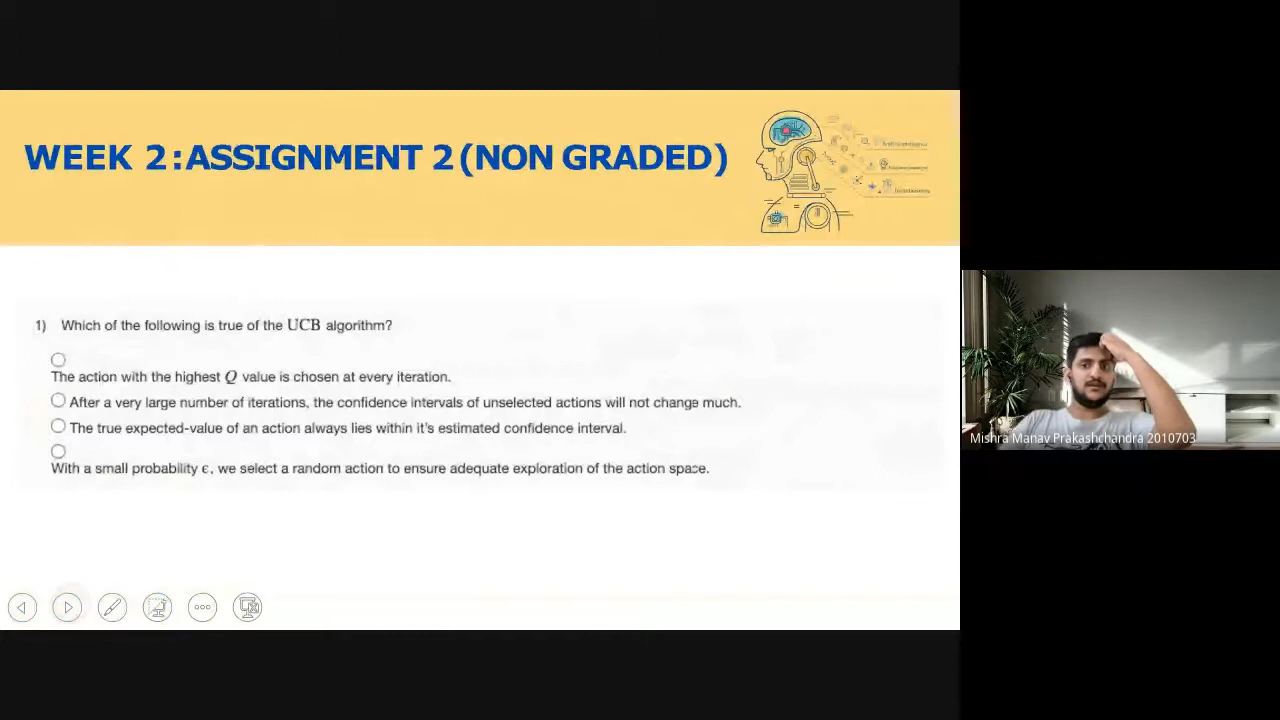 WEEK 2:ASSIGNMENT 2(NON GRADED)
1) Which of the following is true of the UCB algorithm?
The action with the highest Q value is chosen at every iteration.
After a very large number of iterations, the confidence intervals of unselected actions will not change much.
The true expected-value of an action always lies within it's estimated confidence interval.
With a small probability ϵ, we select a random action to ensure adequate exploration of the action space.
Mishra Manav Prakashchandra 2010703